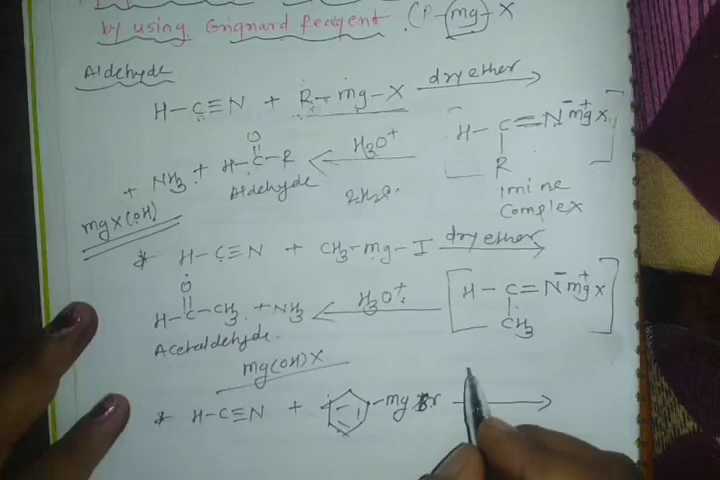 by using Grignard Reagent. (R-mg-X
Aldehyde
H-C≡N + R-mg-X dry ether
H-C=N⁻mg⁺X
R
Imine
Complex
H3O⁺
2H2O
O
H-C-R
Aldehyde
+ NH3 +
mgX(OH)
* H-C≡N + CH3-mg-I dry ether
[H-C=N⁻mg⁺X]
CH3
H3O⁺
O
H-C-CH3 + NH3
Acetaldehyde.
mg(OH)X
* H-C≡N + -mgBr